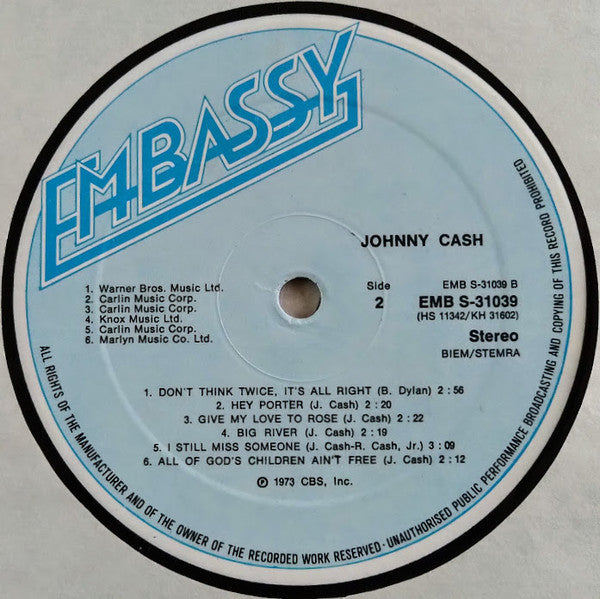 EMBASSY
JOHNNY CASH
1. Warner Bros. Music Ltd.
2. Carlin Music Corp.
3. Carlin Music Corp.
4. Knox Music Ltd.
5. Carlin Music Corp.
6. Marlyn Music Co. Ltd.
Side
2
EMB S-31039 B
EMB S-31039
(HS 11342/KH 31602)
Stereo
BIEM/STEMRA
1. DON'T THINK TWICE, IT'S ALL RIGHT (B. Dylan) 2 : 56
2. HEY PORTER (J. Cash) 2 : 20
3. GIVE MY LOVE TO ROSE (J. Cash) 2 : 22
4. BIG RIVER (J. Cash) 2 : 19
5. I STILL MISS SOMEONE (J. Cash-R. Cash, Jr.) 3 : 09
6. ALL OF GOD'S CHILDREN AIN'T FREE (J. Cash) 2 : 12
℗ 1973 CBS, Inc.
ALL RIGHTS OF THE MANUFACTURER AND OF THE OWNER OF THE RECORDED WORK RESERVED · UNAUTHORISED PUBLIC PERFORMANCE BROADCASTING AND COPYING OF THIS RECORD PROHIBITED